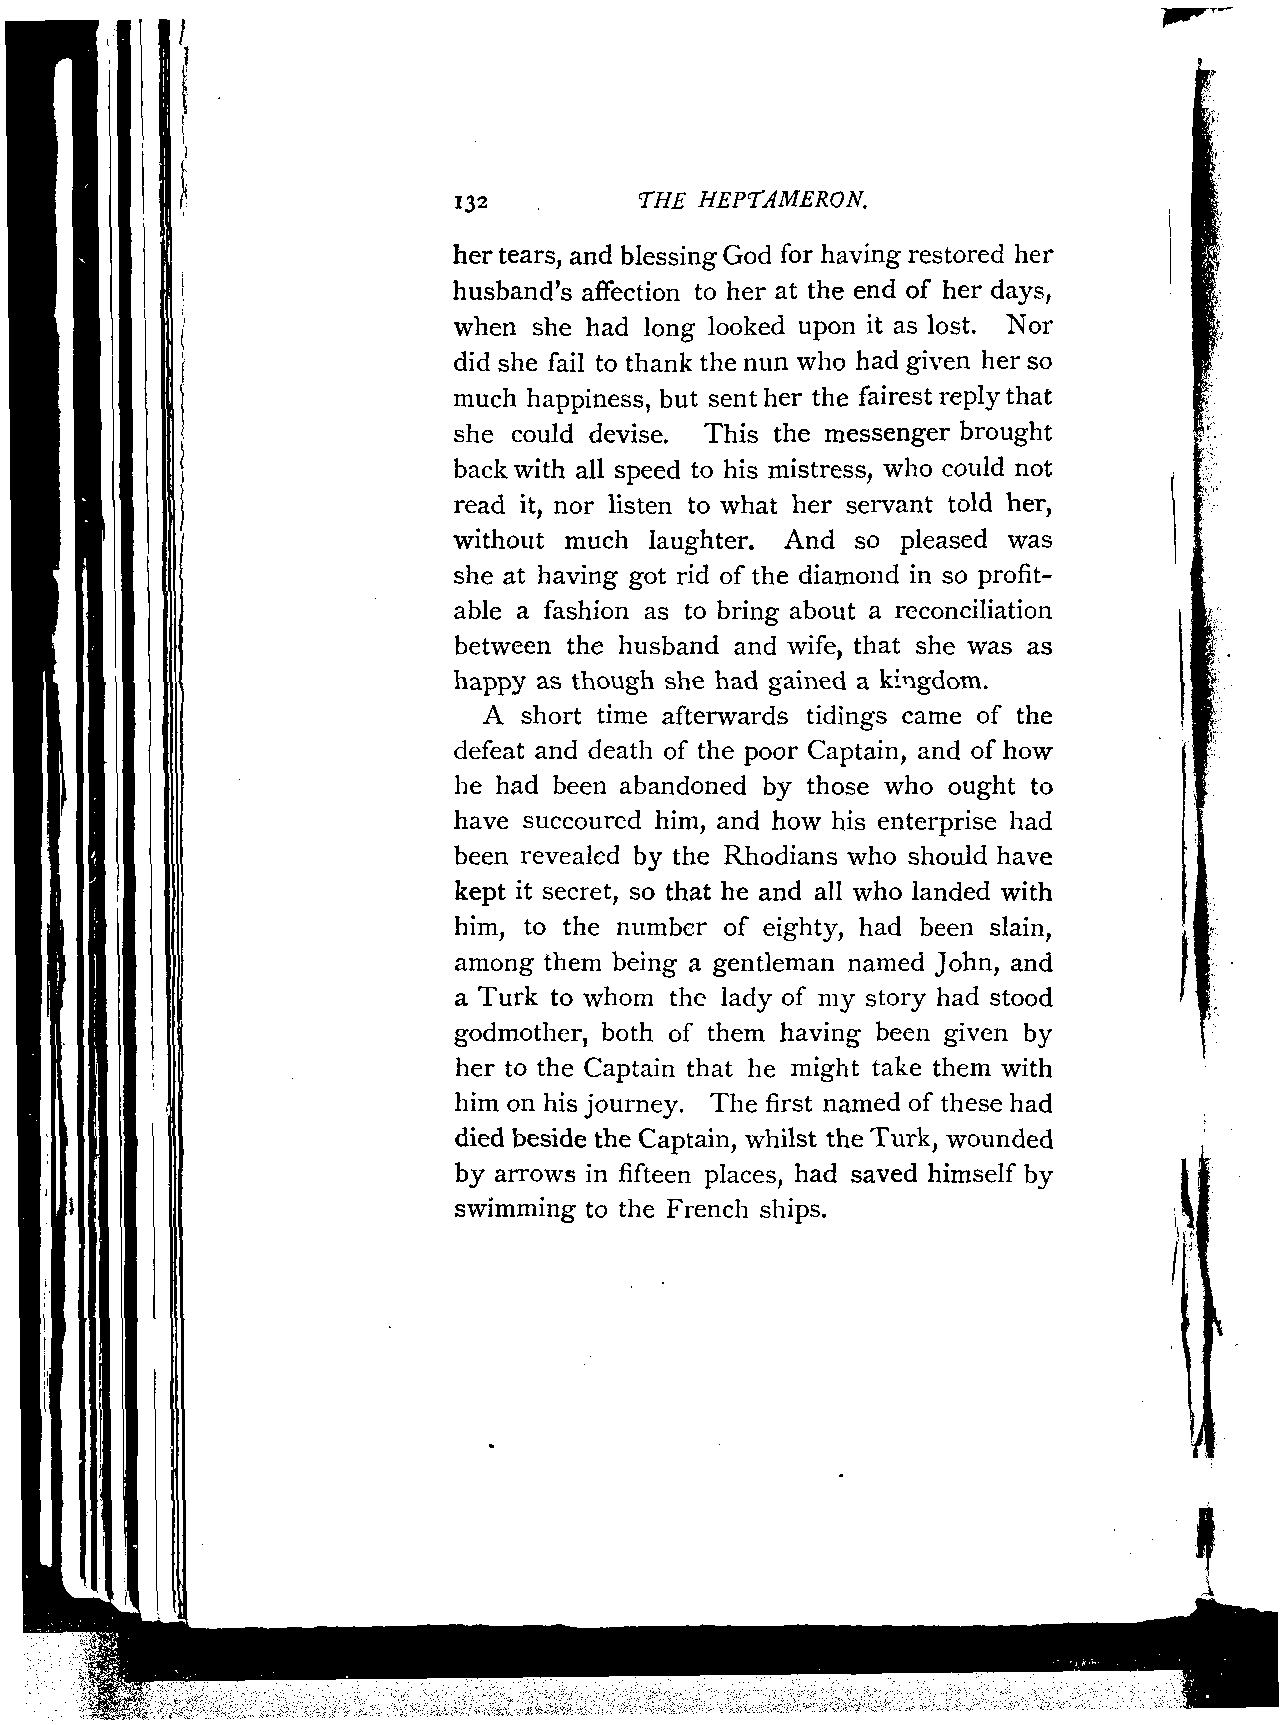 132 THE HEPTAMERON.
her tears, and blessing God for having restored her
husband's affection to her at the end of her days,
when she had long looked upon it as lost. Nor
did she fail to thank the nun who had given her so
much happiness, but sent her the fairest reply that
she could devise. This the messenger brought
back with all speed to his mistress, who could not
read it, nor listen to what her servant told her,
without much laughter. And so pleased was
she at having got rid of the diamond in so profit-
able a fashion as to bring about a reconciliation
between the husband and wife, that she was as
happy as though she had gained a kingdom.
A short time afterwards tidings came of the
defeat and death of the poor Captain, and of how
he had been abandoned by those who ought to
have succoured him, and how his enterprise had
been revealed by the Rhodians who should have
kept it secret, so that he and all who landed with
him, to the number of eighty, had been slain,
among them being a gentleman named John, and
a Turk to whom the lady of my story had stood
godmother, both of them having been given by
her to the Captain that he might take them with
him on his journey. The first named of these had
died beside the Captain, whilst the Turk, wounded
by arrows in fifteen places, had saved himself by
swimming to the French ships.